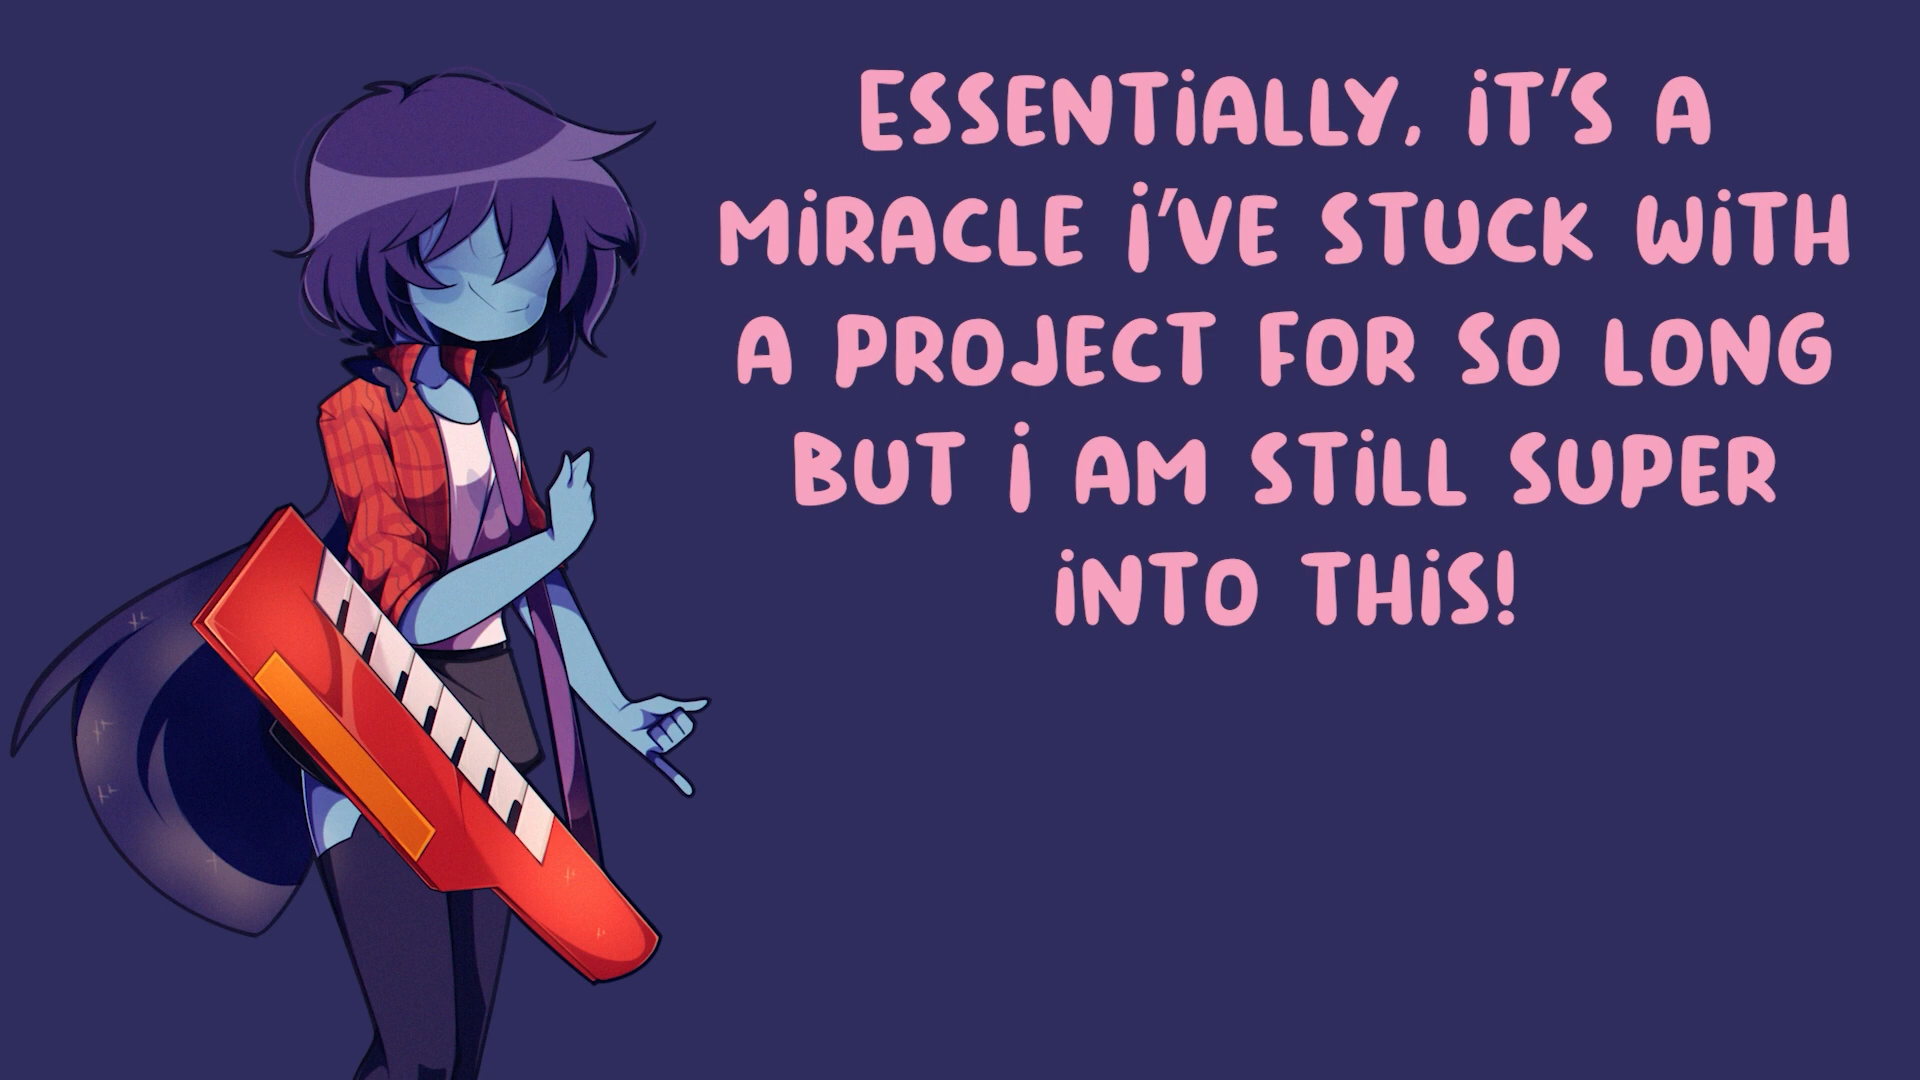 ESSENTIALLY, iT'S A
MiRACLE i'VE STUCK WiTH
A PROJECT FOR SO LONG
BUT i AM STiLL SUPER
iNTO THiS!